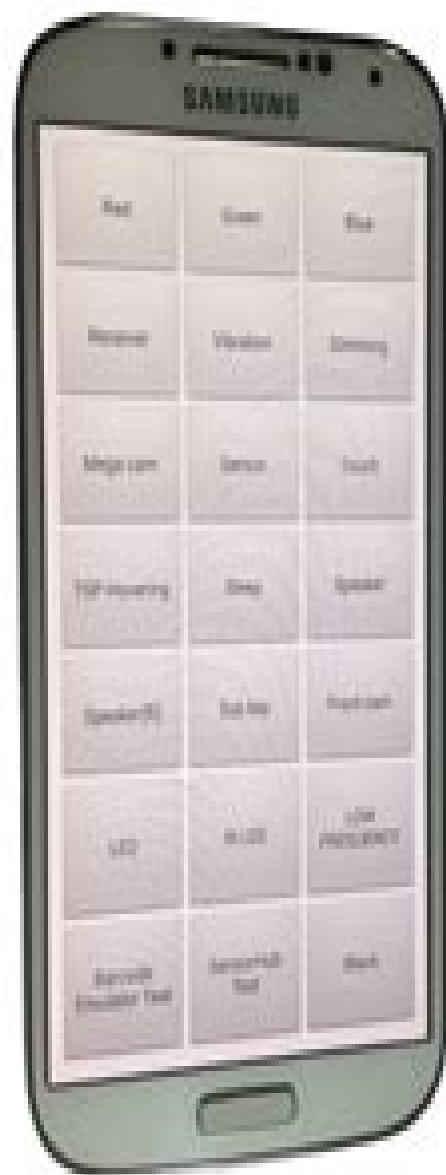 SAMSUNG
Red
Green
Blue
Receiver
Vibration
Dimming
Mega cam
Sensor
Touch
TSP Hovering
Sleep
Speaker
Speaker(R)
Sub key
Front cam
LED
IR LED
LOW
FREQUENCY
Barcode
Emulator Test
SensorHub
Test
Black